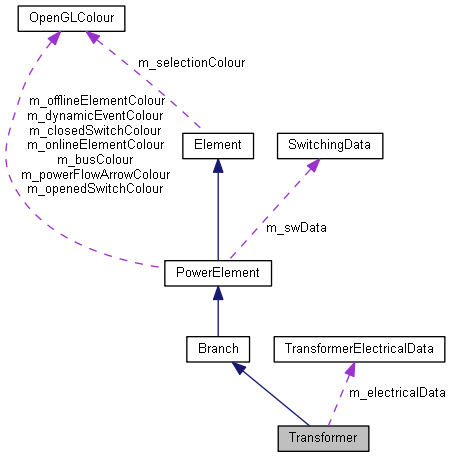 OpenGLColour
m_selectionColour
m_offlineElementColour
m_dynamicEventColour
m_closedSwitchColour
m_onlineElementColour
m_busColour
m_powerFlowArrowColour
m_openedSwitchColour
Element
SwitchingData
m_swData
PowerElement
Branch
TransformerElectricalData
m_electricalData
Transformer